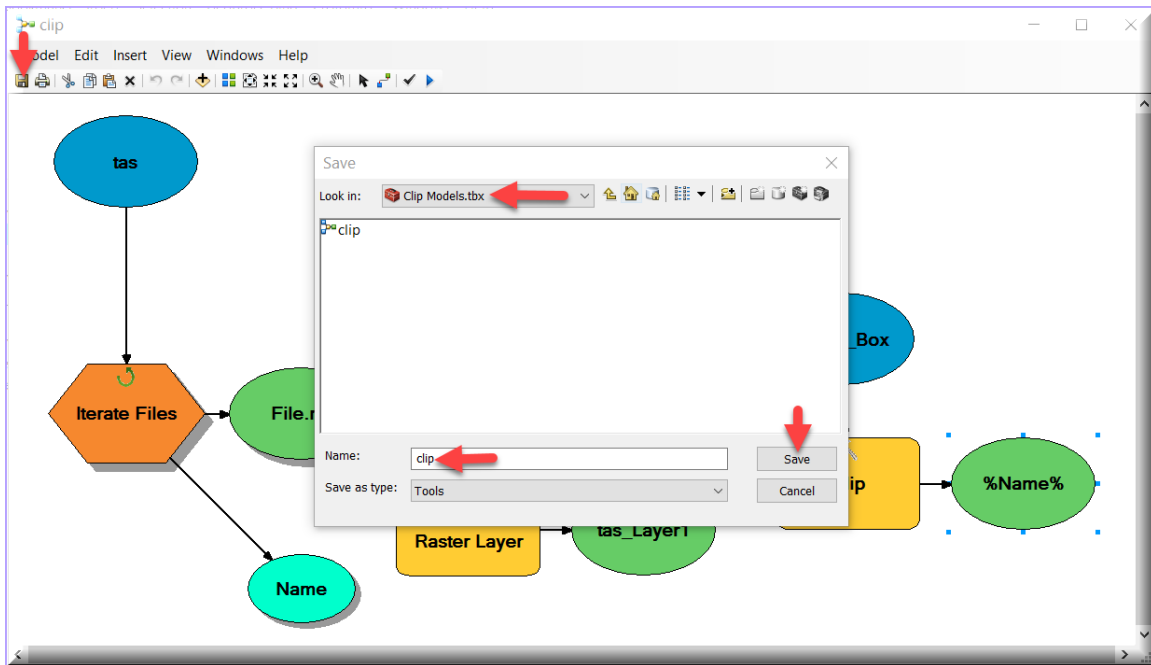 clip
odel Edit Insert View Windows Help
tas
Save
Look in: Clip Models.tbx
clip
_Box
Iterate Files
File.
Name: clip
Save
Save as type: Tools
Cancel
ip
%Name%
Raster Layer
tas_Layer1
Name